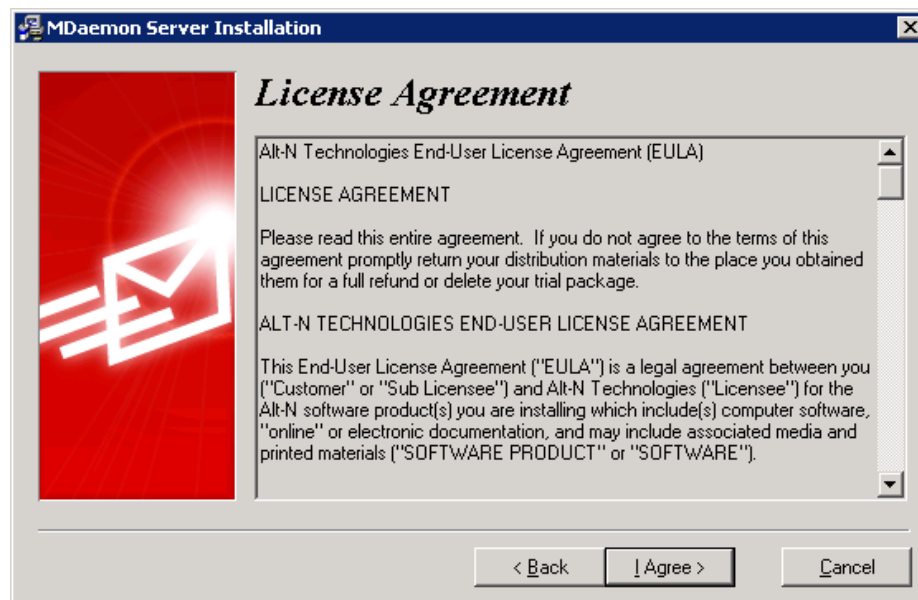 MDaemon Server Installation
License Agreement
Alt-N Technologies End-User License Agreement (EULA)
LICENSE AGREEMENT
Please read this entire agreement.  If you do not agree to the terms of this
agreement promptly return your distribution materials to the place you obtained
them for a full refund or delete your trial package.
ALT-N TECHNOLOGIES END-USER LICENSE AGREEMENT
This End-User License Agreement ("EULA") is a legal agreement between you
("Customer" or "Sub Licensee") and Alt-N Technologies ("Licensee") for the
Alt-N software product(s) you are installing which include(s) computer software,
"online" or electronic documentation, and may include associated media and
printed materials ("SOFTWARE PRODUCT" or "SOFTWARE").
< Back
I Agree >
Cancel